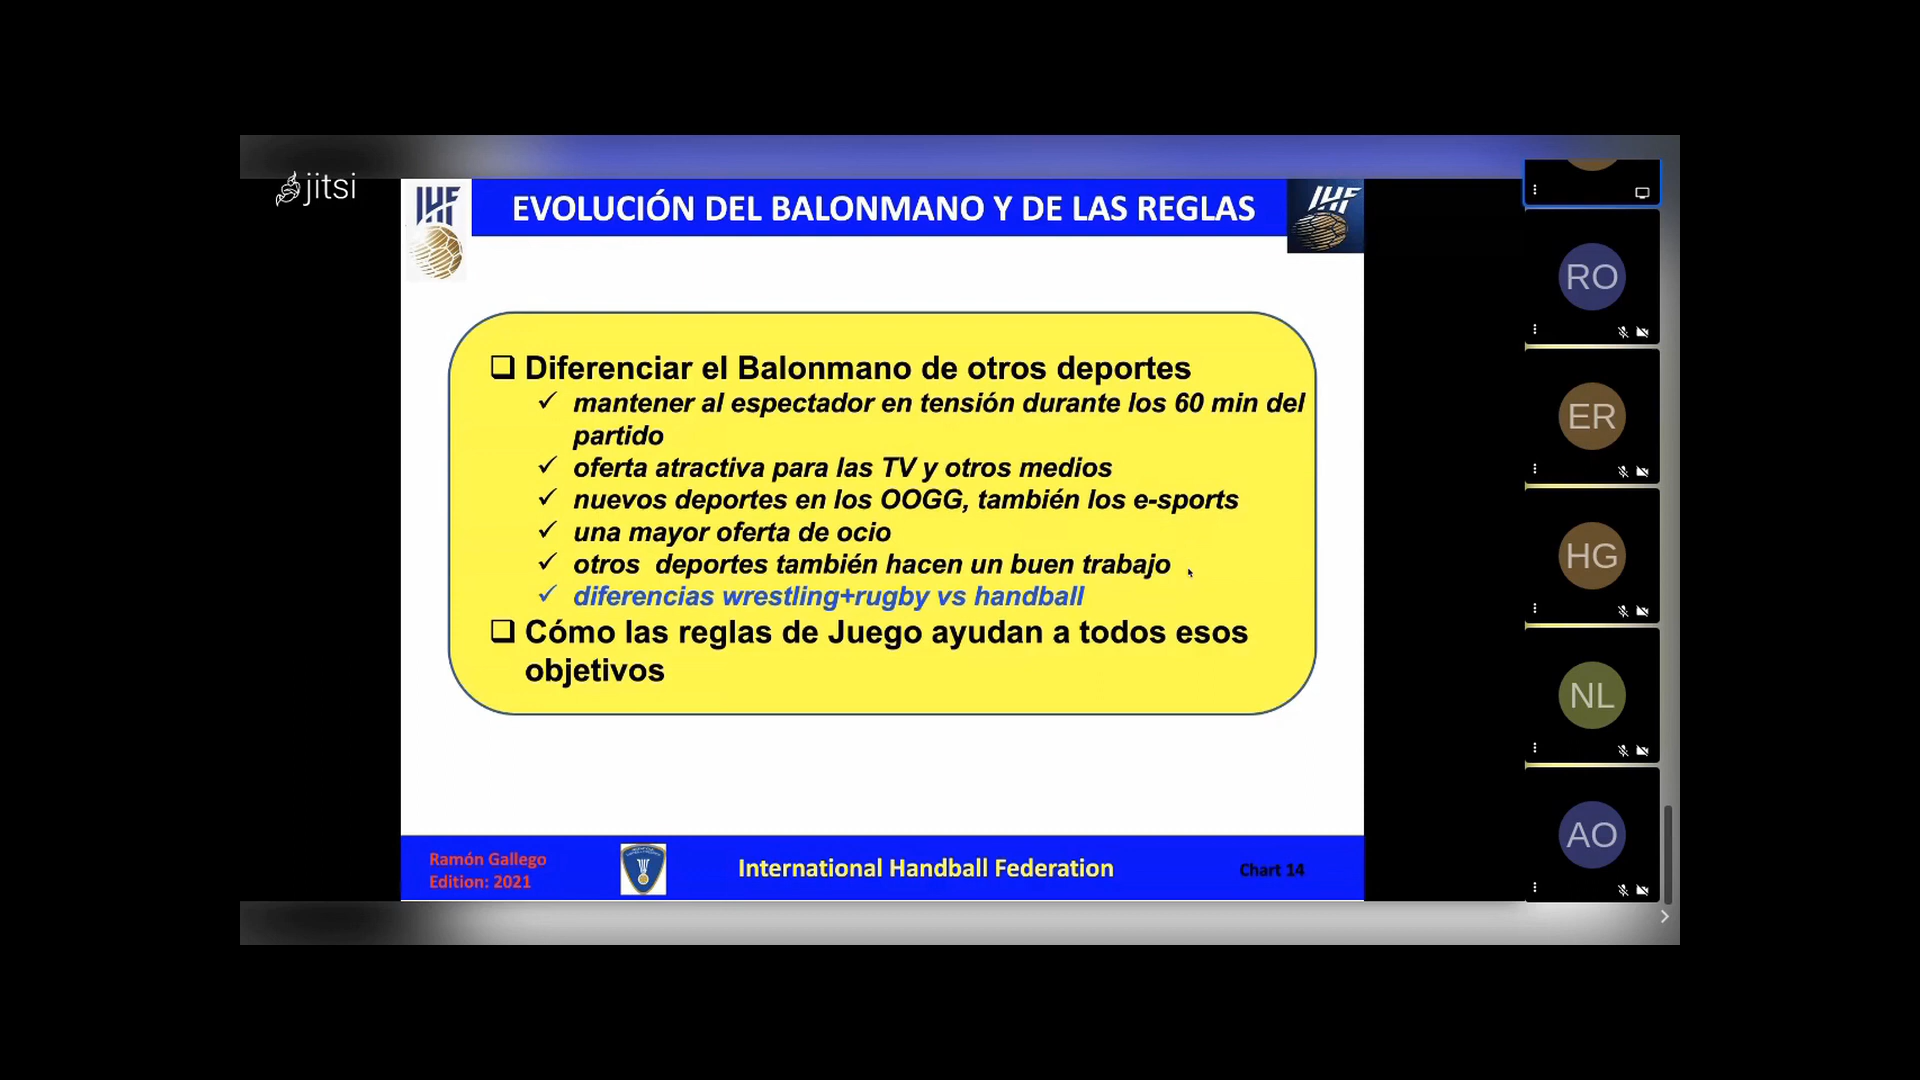 jitsi
IHF
EVOLUCIÓN DEL BALONMANO Y DE LAS REGLAS
IHF
Diferenciar el Balonmano de otros deportes
mantener al espectador en tensión durante los 60 min del
partido
oferta atractiva para las TV y otros medios
nuevos deportes en los OOGG, también los e-sports
una mayor oferta de ocio
otros deportes también hacen un buen trabajo
diferencias wrestling+rugby vs handball
Cómo las reglas de Juego ayudan a todos esos
objetivos
Ramón Gallego
Edition: 2021
International Handball Federation
Chart 14
RO
ER
HG
NL
AO